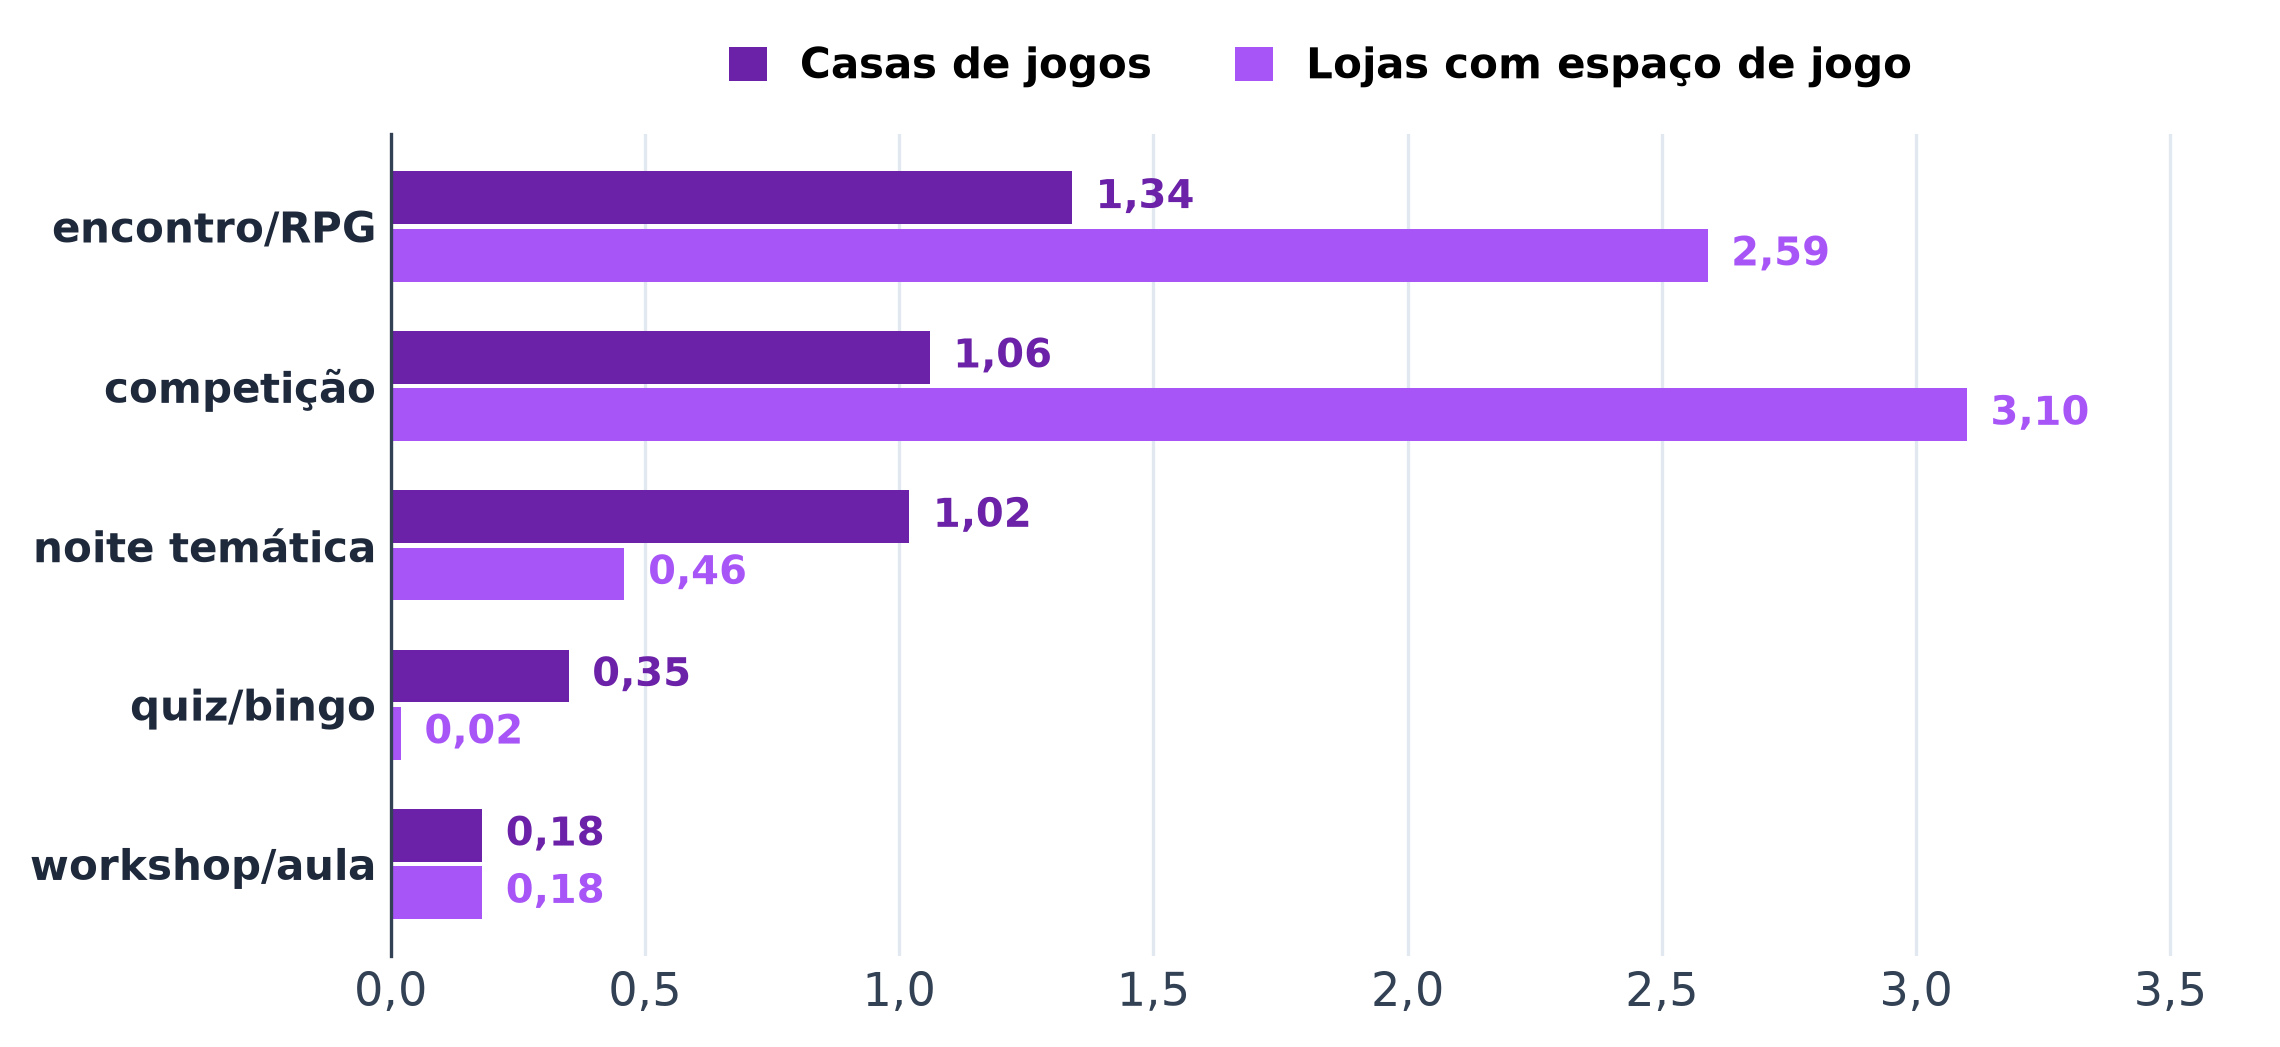 Casas de jogos Lojas com espaço de jogo
encontro/RPG
1,34
2,59
competição
1,06
3,10
noite temática
1,02
0,46
quiz/bingo
0,35
0,02
workshop/aula
0,18
0,18
0,0 0,5 1,0 1,5 2,0 2,5 3,0 3,5